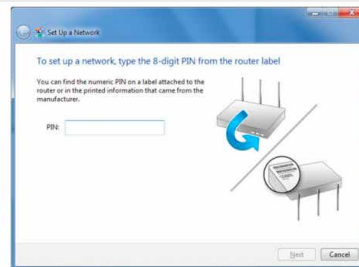 Set Up a Network
To set up a network, type the 8-digit PIN from the router label
You can find the numeric PIN on a label attached to the
router or in the printed information that came from the
manufacturer.
PIN:
Next
Cancel